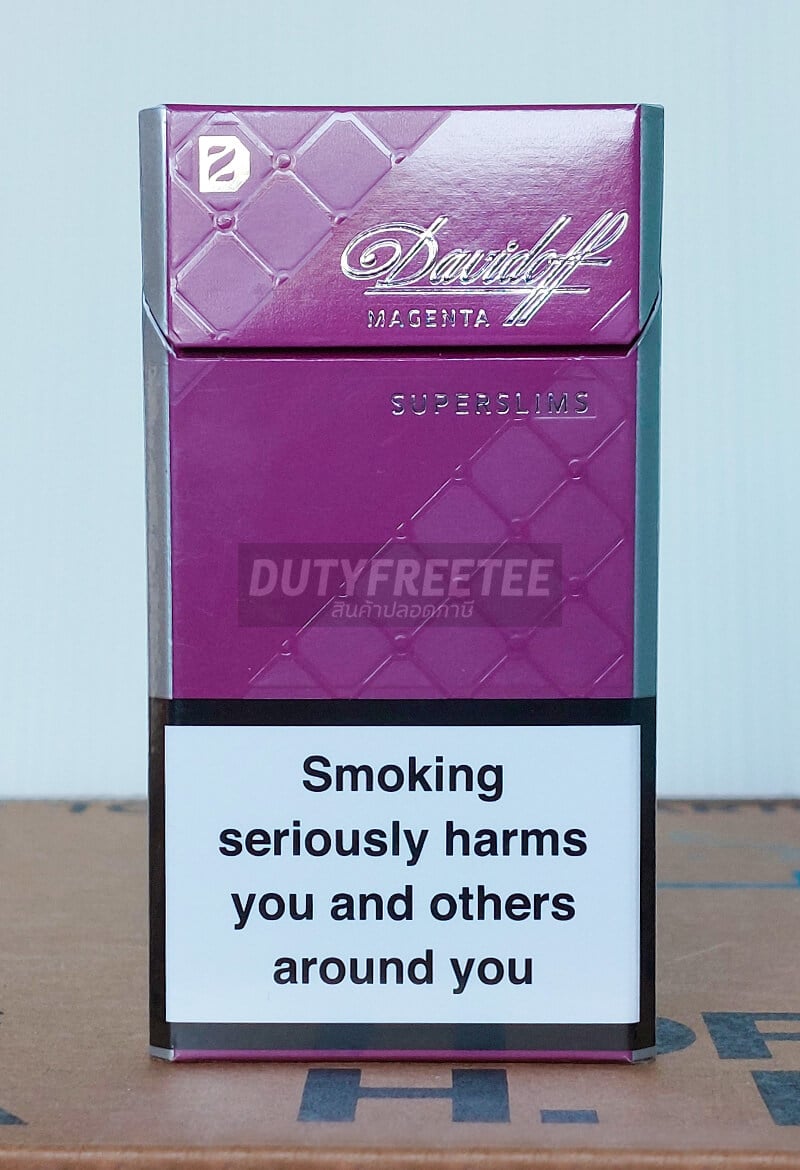 Davidoff
MAGENTA
SUPERSLIMS
DUTYFREETEE
สินค้าปลอดภาษี
Smoking
seriously harms
you and others
around you
H.